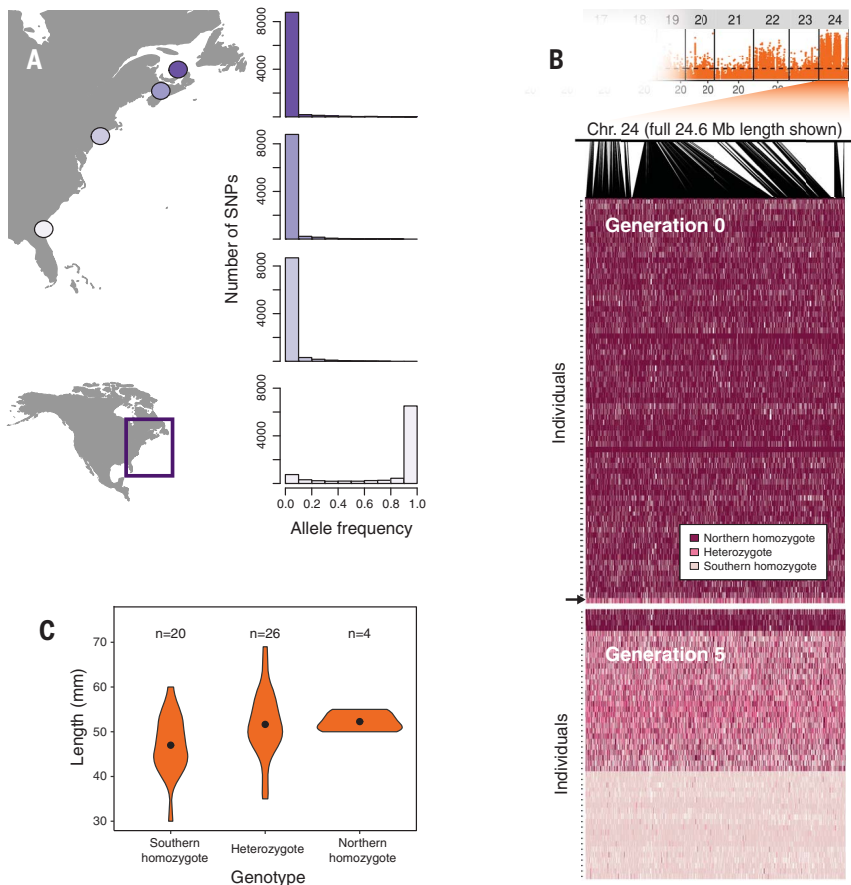 A
8000
4000
8000
4000
8000
4000
8000
4000
Number of SNPs
0.0 0.2 0.4 0.6 0.8 1.0
Allele frequency
B
17 18 19 20 21 22 23 24
20 20 20
Chr. 24 (full 24.6 Mb length shown)
Generation 0
Individuals
Northern homozygote
Heterozygote
Southern homozygote
Generation 5
Individuals
C
n=20 n=26 n=4
70
60
50
40
30
Length (mm)
Southern homozygote
Heterozygote
Northern homozygote
Genotype